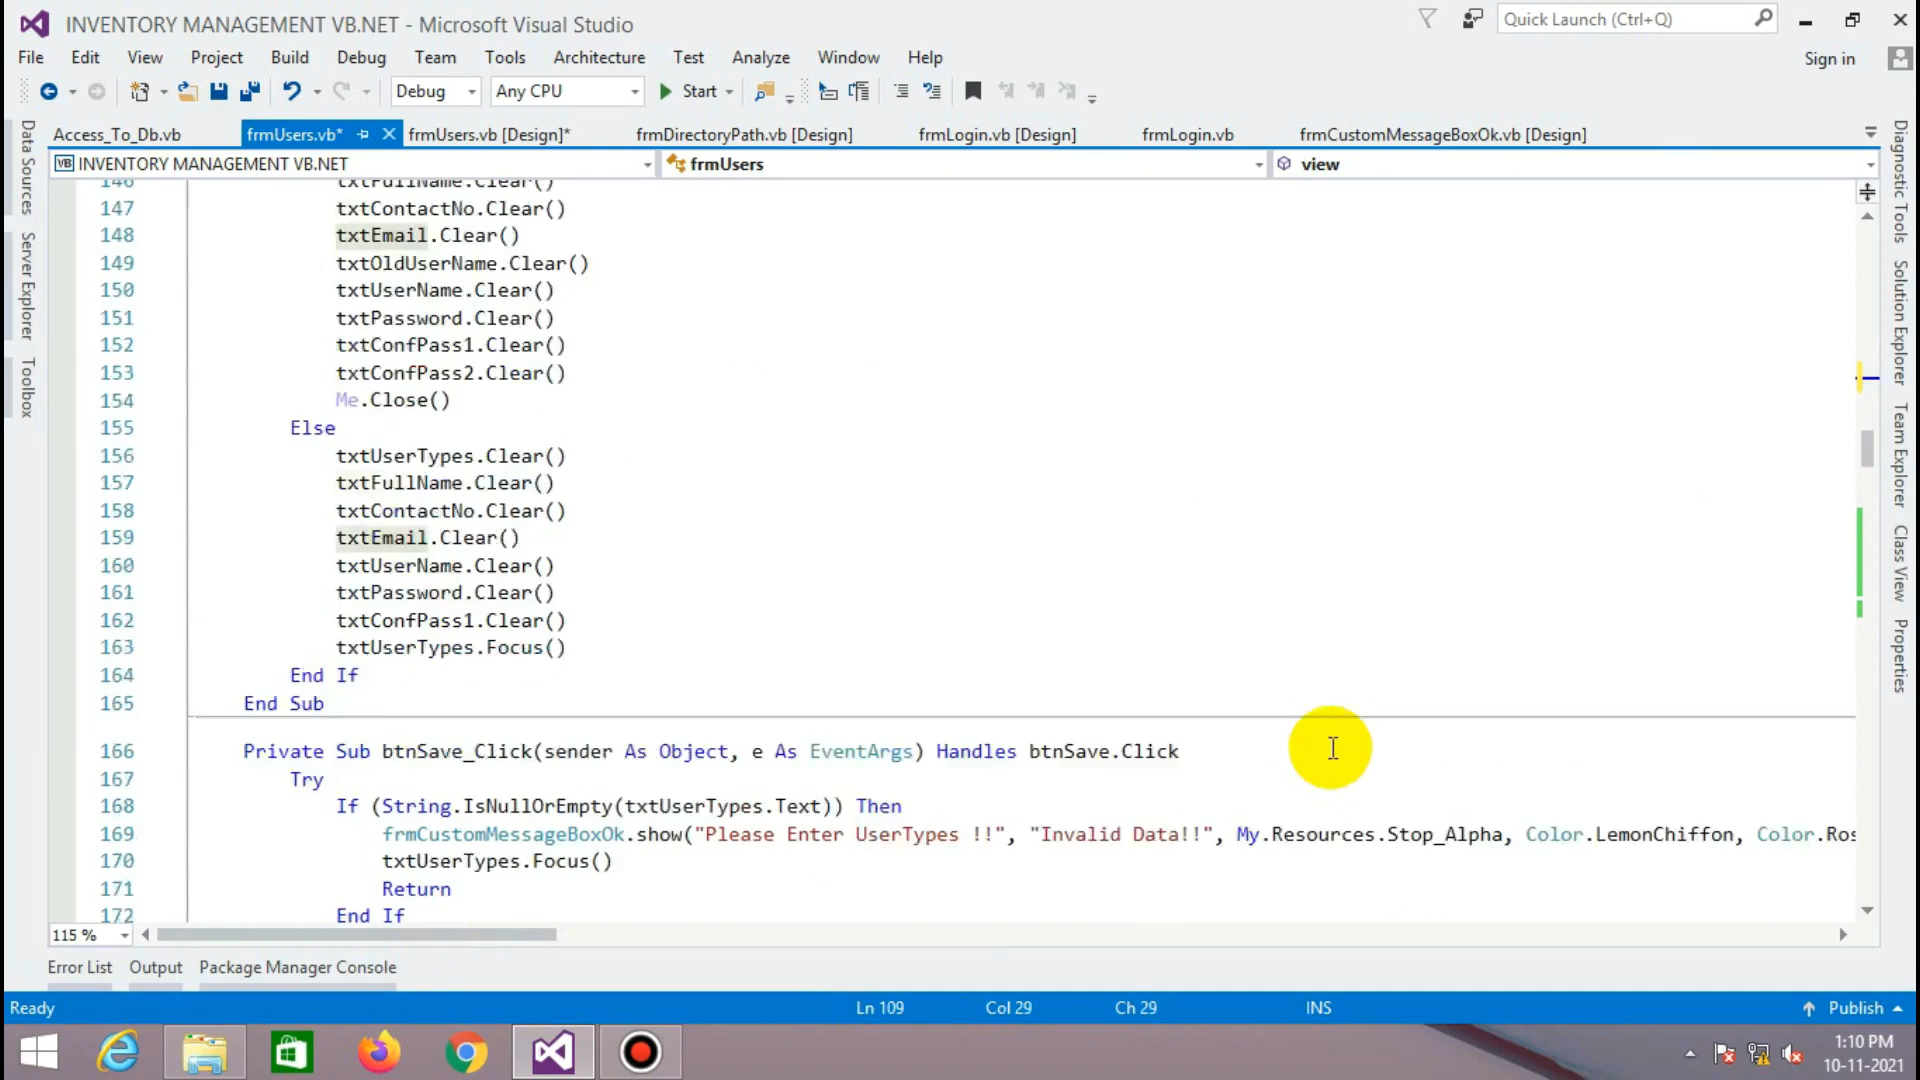 INVENTORY MANAGEMENT VB.NET - Microsoft Visual Studio
Quick Launch (Ctrl+Q)
File Edit View Project Build Debug Team Tools Architecture Test Analyze Window Help
Sign in
Debug Any CPU Start
Access_To_Db.vb frmUsers.vb* frmUsers.vb [Design]* frmDirectoryPath.vb [Design] frmLogin.vb [Design] frmLogin.vb frmCustomMessageBoxOk.vb [Design]
VB INVENTORY MANAGEMENT VB.NET frmUsers view
146 txtFullName.Clear()
147 txtContactNo.Clear()
148 txtEmail.Clear()
149 txtOldUserName.Clear()
150 txtUserName.Clear()
151 txtPassword.Clear()
152 txtConfPass1.Clear()
153 txtConfPass2.Clear()
154 Me.Close()
155 Else
156 txtUserTypes.Clear()
157 txtFullName.Clear()
158 txtContactNo.Clear()
159 txtEmail.Clear()
160 txtUserName.Clear()
161 txtPassword.Clear()
162 txtConfPass1.Clear()
163 txtUserTypes.Focus()
164 End If
165 End Sub
166 Private Sub btnSave_Click(sender As Object, e As EventArgs) Handles btnSave.Click
167 Try
168 If (String.IsNullOrEmpty(txtUserTypes.Text)) Then
169 frmCustomMessageBoxOk.show("Please Enter UserTypes !!", "Invalid Data!!", My.Resources.Stop_Alpha, Color.LemonChiffon, Color.Ros
170 txtUserTypes.Focus()
171 Return
172 End If
115 %
Data Sources
Server Explorer
Toolbox
Diagnostic Tools
Solution Explorer
Team Explorer
Class View
Properties
Error List Output Package Manager Console
Ready Ln 109 Col 29 Ch 29 INS Publish
1:10 PM
10-11-2021